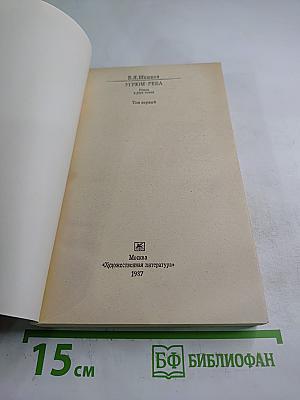 В.Я.Шишков
УГРЮМ-РЕКА
Роман
в двух томах
Том первый
Москва
«Художественная литература»
1987
15 см
БФ БИБЛИОФАН